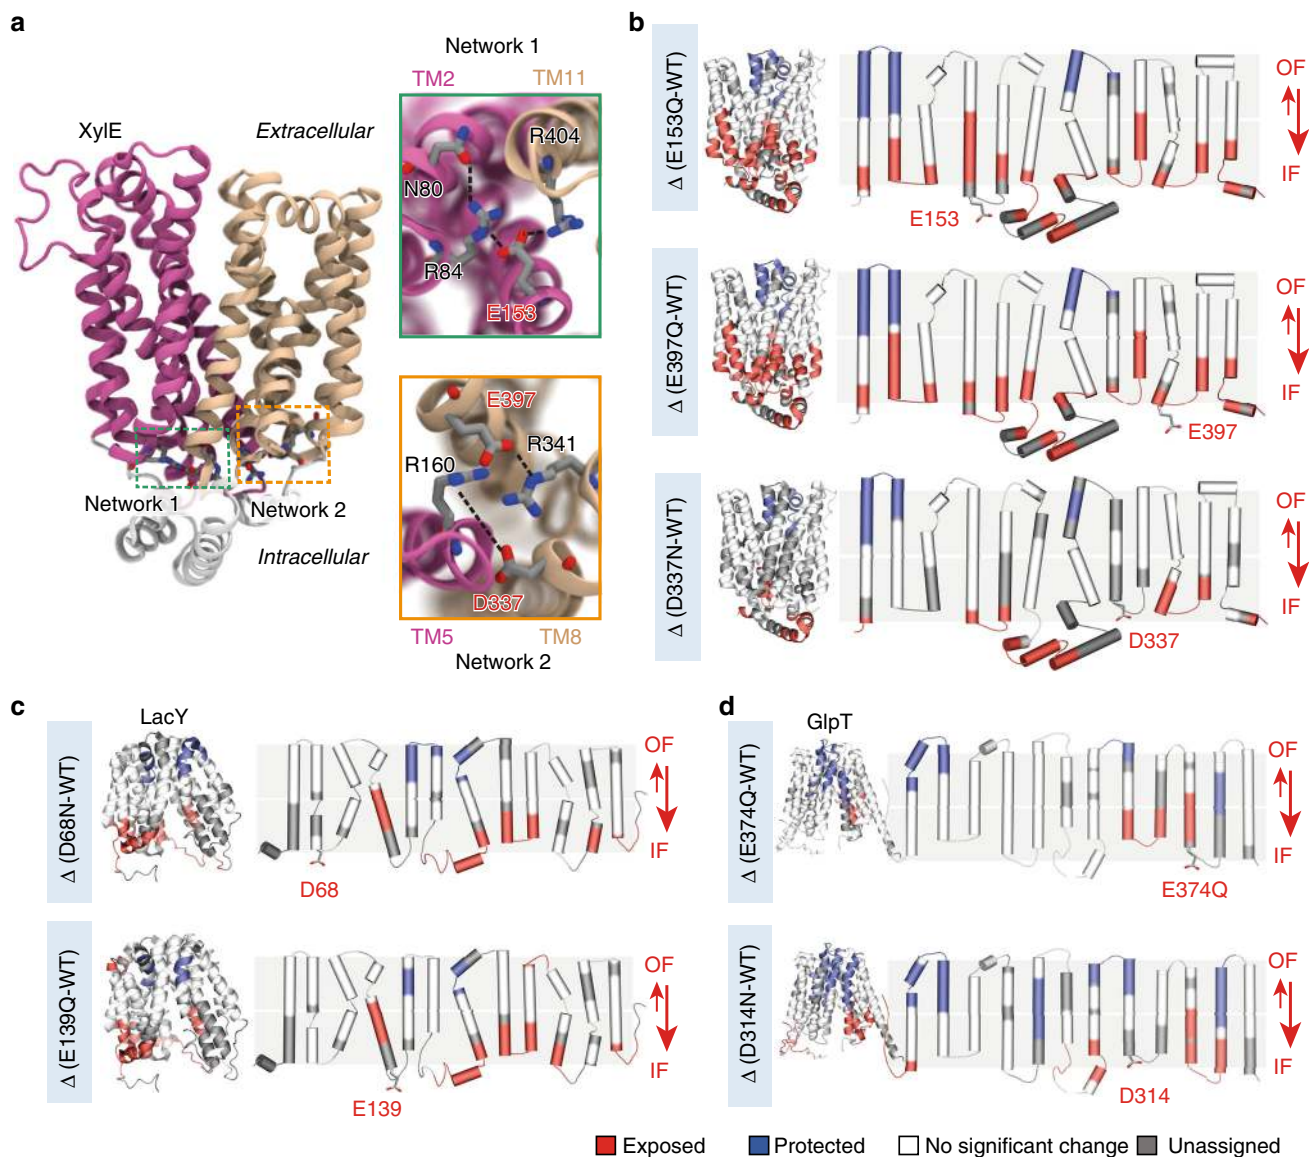 a
XylE
Extracellular
Network 1
Network 2
Intracellular
Network 1
TM2
TM11
R404
N80
R84
E153
E397
R341
R160
D337
TM5
TM8
Network 2
b
Δ (E153Q-WT)
E153
OF
IF
Δ (E397Q-WT)
E397
OF
IF
Δ (D337N-WT)
D337
OF
IF
c
LacY
Δ (D68N-WT)
D68
OF
IF
Δ (E139Q-WT)
E139
OF
IF
d
GlpT
Δ (E374Q-WT)
E374Q
OF
IF
Δ (D314N-WT)
D314
OF
IF
Exposed
Protected
No significant change
Unassigned